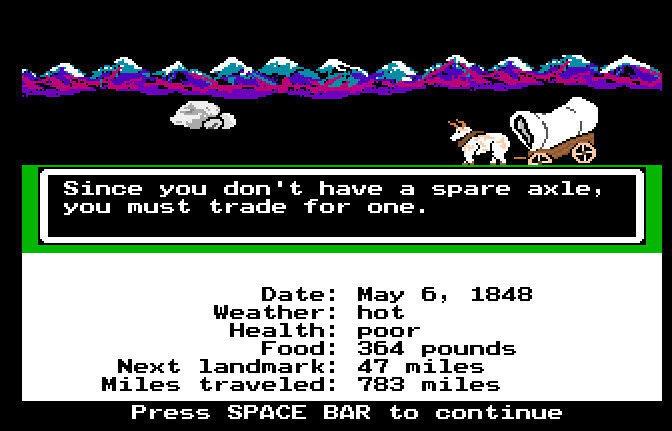 Since you don't have a spare axle,
you must trade for one.
Date: May 6, 1848
Weather: hot
Health: poor
Food: 364 pounds
Next landmark: 47 miles
Miles traveled: 783 miles
Press SPACE BAR to continue